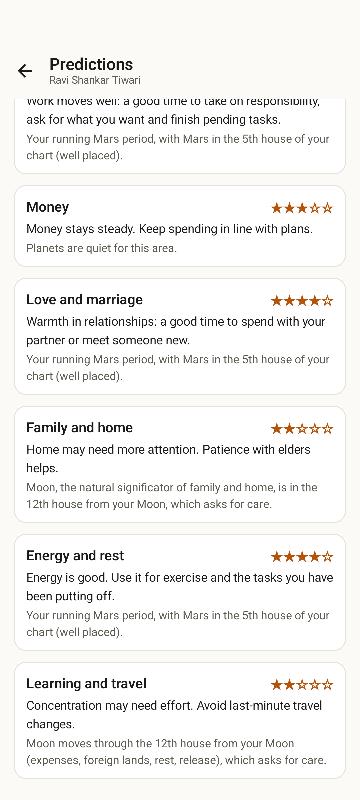 Predictions
Ravi Shankar Tiwari
Work moves well: a good time to take on responsibility,
ask for what you want and finish pending tasks.
Your running Mars period, with Mars in the 5th house of your
chart (well placed).
Money
Money stays steady. Keep spending in line with plans.
Planets are quiet for this area.
Love and marriage
Warmth in relationships: a good time to spend with your
partner or meet someone new.
Your running Mars period, with Mars in the 5th house of your
chart (well placed).
Family and home
Home may need more attention. Patience with elders
helps.
Moon, the natural significator of family and home, is in the
12th house from your Moon, which asks for care.
Energy and rest
Energy is good. Use it for exercise and the tasks you have
been putting off.
Your running Mars period, with Mars in the 5th house of your
chart (well placed).
Learning and travel
Concentration may need effort. Avoid last-minute travel
changes.
Moon moves through the 12th house from your Moon
(expenses, foreign lands, rest, release), which asks for care.